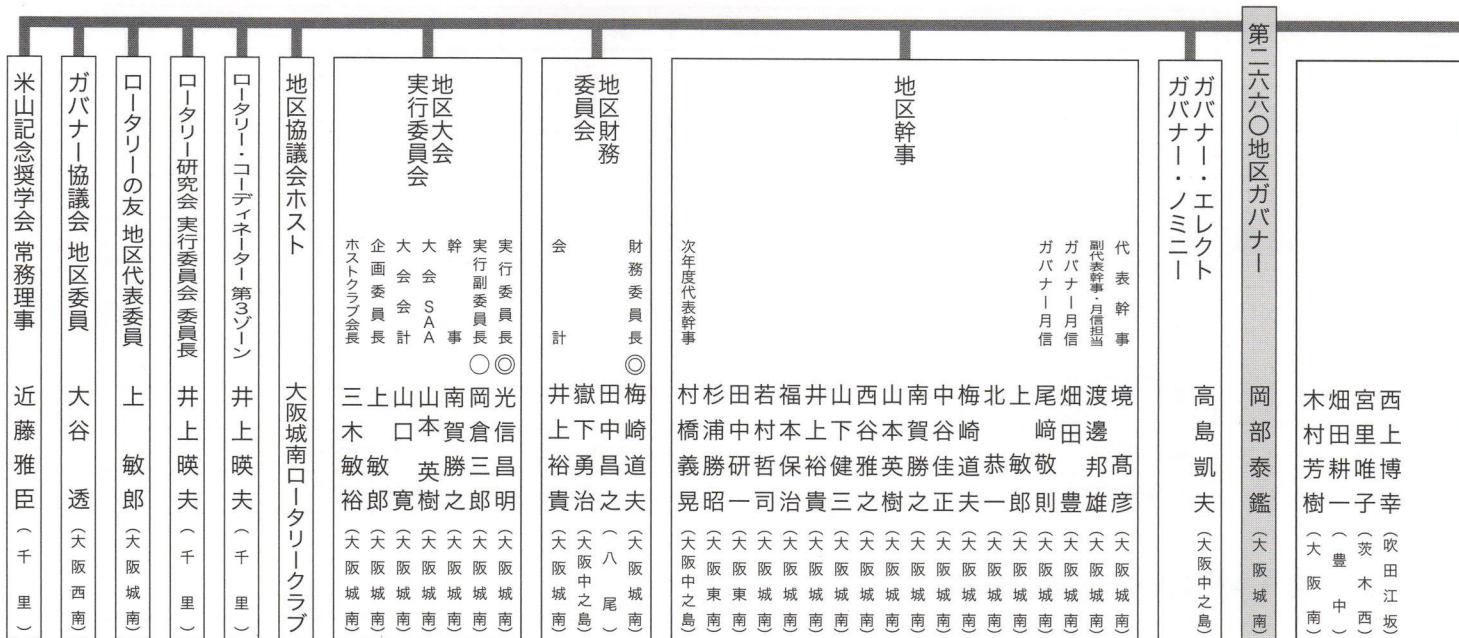 西上博幸(吹田江坂)
宮里唯子(茨木西)
畑田耕一(豊中)
木村芳樹(大阪南)
第二六六〇地区ガバナー 岡部泰鑑(大阪城南)
ガバナー・エレクト
ガバナー・ノミニー 高島凱夫(大阪中之島)
地区幹事
代表幹事 境髙彦(大阪城南)
副代表幹事・月信担当 渡邊邦雄(大阪城南)
ガバナー月信 畑田豊(大阪城南)
ガバナー月信 尾﨑敬則(大阪城南)
上敏郎(大阪城南)
北恭一(大阪城南)
梅崎道夫(大阪城南)
中谷佳正(大阪城南)
南賀勝之(大阪城南)
山本英樹(大阪城南)
西谷雅之(大阪城南)
山下健三(大阪城南)
井上裕貴(大阪城南)
福本保治(大阪城南)
若村哲司(大阪城南)
田中研一(大阪東南)
杉浦勝昭(大阪東南)
次年度代表幹事 村橋義晃(大阪中之島)
地区財務
委員会
財務委員長 ◎ 梅崎道夫(大阪城南)
田中昌之(八尾)
嶽下勇治(大阪中之島)
会計 井上裕貴(大阪城南)
地区大会
実行委員会
実行委員長 ◎ 光信昌明(大阪城南)
実行副委員長 ○ 岡倉三郎(大阪城南)
幹事 南賀勝之(大阪城南)
大会SAA 山本英樹(大阪城南)
大会会計 山口寛(大阪城南)
企画委員長 上敏郎(大阪城南)
ホストクラブ会長 三木敏裕(大阪城南)
地区協議会ホスト 大阪城南ロータリークラブ
ロータリー・コーディネーター 第3ゾーン 井上暎夫(千里)
ロータリー研究会 実行委員会 委員長 井上暎夫(千里)
ロータリーの友 地区代表委員 上敏郎(大阪城南)
ガバナー協議会 地区委員 大谷透(大阪西南)
米山記念奨学会 常務理事 近藤雅臣(千里)